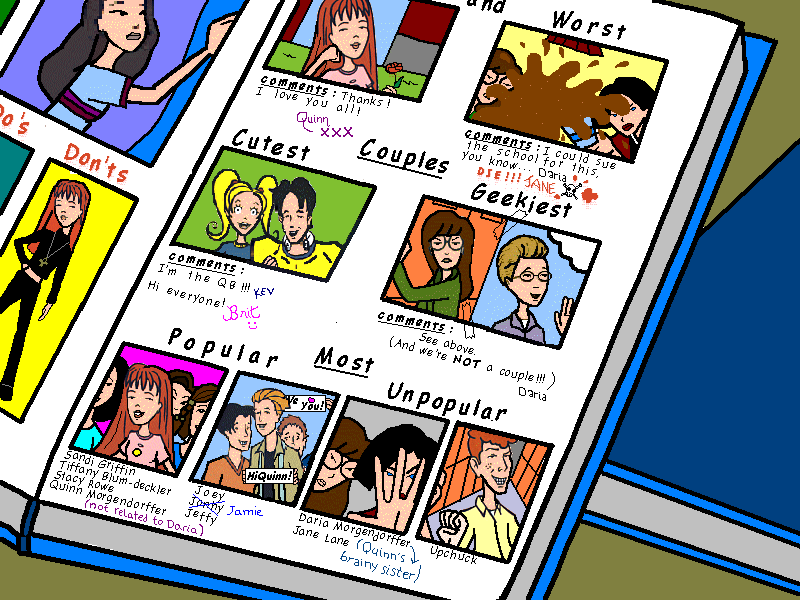 and Worst
comments: Thanks!
I love you all!
Quinn
xxx
comments: I could sue
the school for this,
you know... Daria
DIE!!! JANE
Do's Don'ts
Cutest Couples Geekiest
comments:
I'm the QB!!! KEV
Hi everyone! Brit
comments:
See above.
(And we're NOT a couple!!!)
Daria
Popular Most Unpopular
Ve ♥ you!
HiQuinn!
Sandi Griffin
Tiffany Blum-deckler
Stacy Rowe
Quinn Morgendorffer
(not related to Daria)
Joey
Jamie
Jeffy
Daria Morgendorffer
Jane Lane (Quinn's
brainy sister)
Upchuck